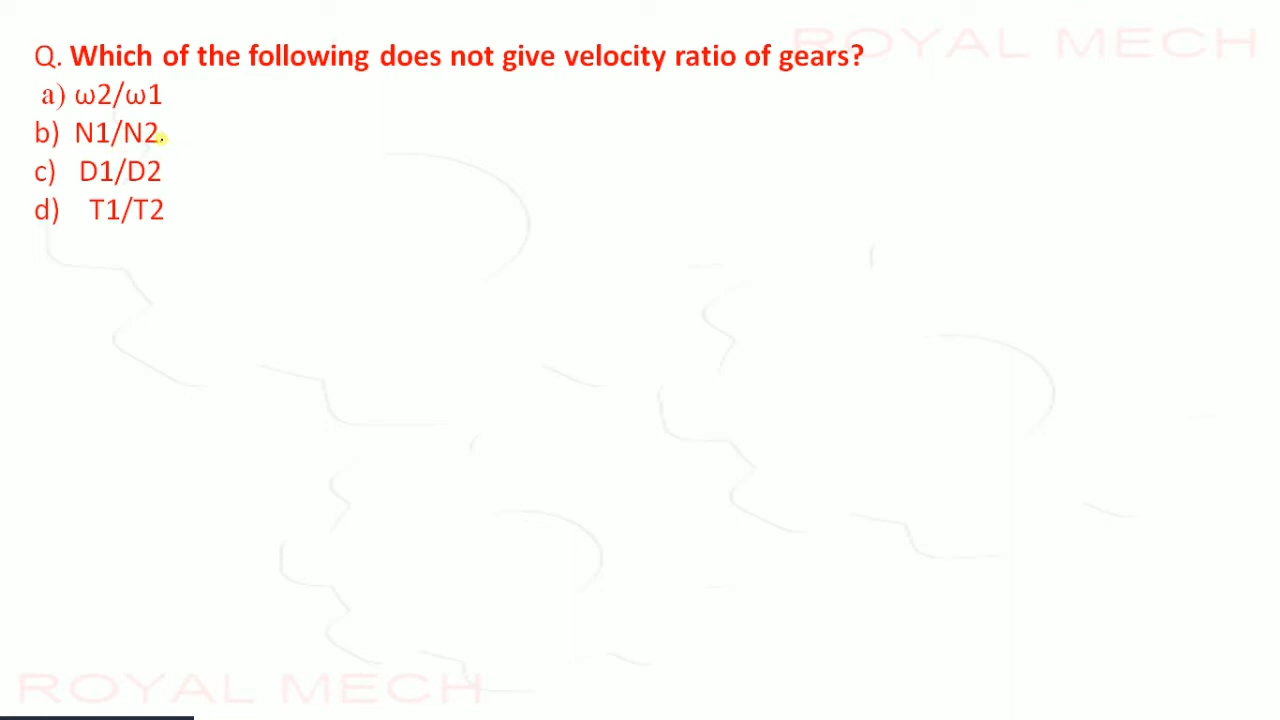 ROYAL MECH
Q. Which of the following does not give velocity ratio of gears?
a) ω2/ω1
b) N1/N2
c) D1/D2
d) T1/T2
ROYAL MECH